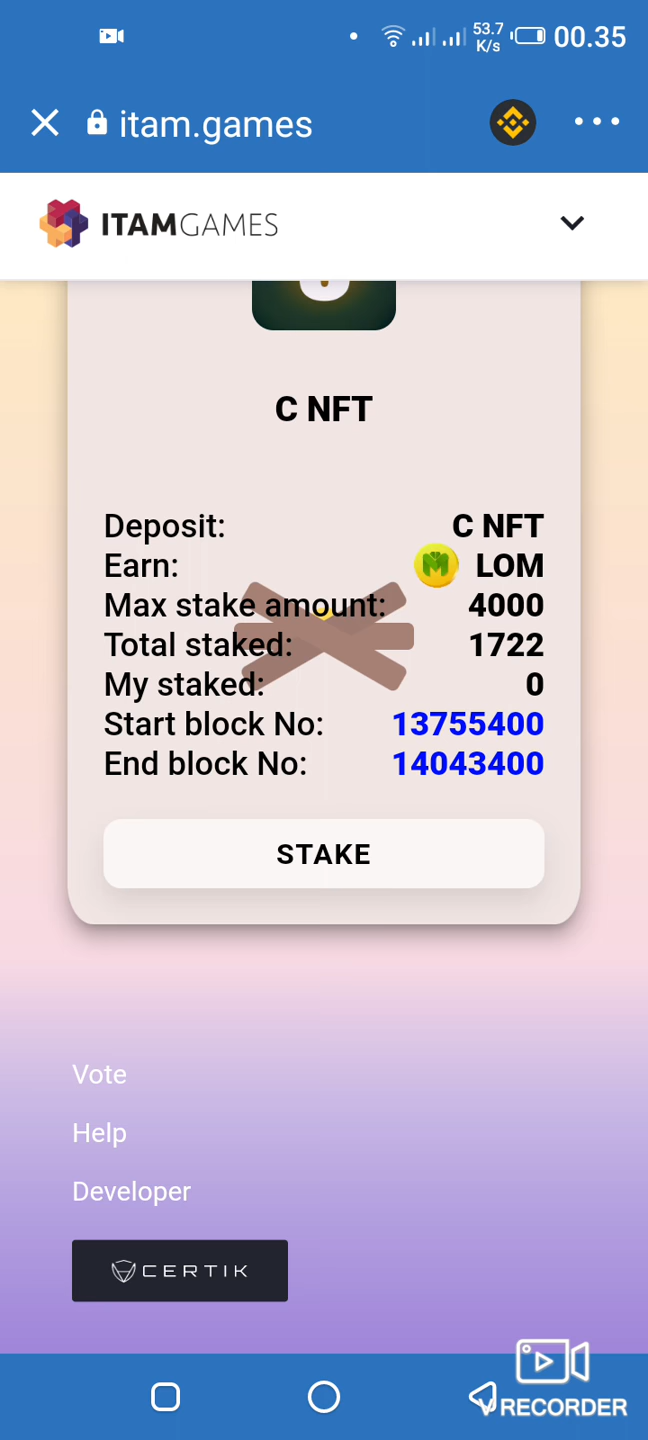 53.7
K/s
00.35
itam.games
ITAMGAMES
C NFT
Deposit: C NFT
Earn: LOM
Max stake amount: 4000
Total staked: 1722
My staked: 0
Start block No: 13755400
End block No: 14043400
STAKE
Vote
Help
Developer
CERTIK
V RECORDER